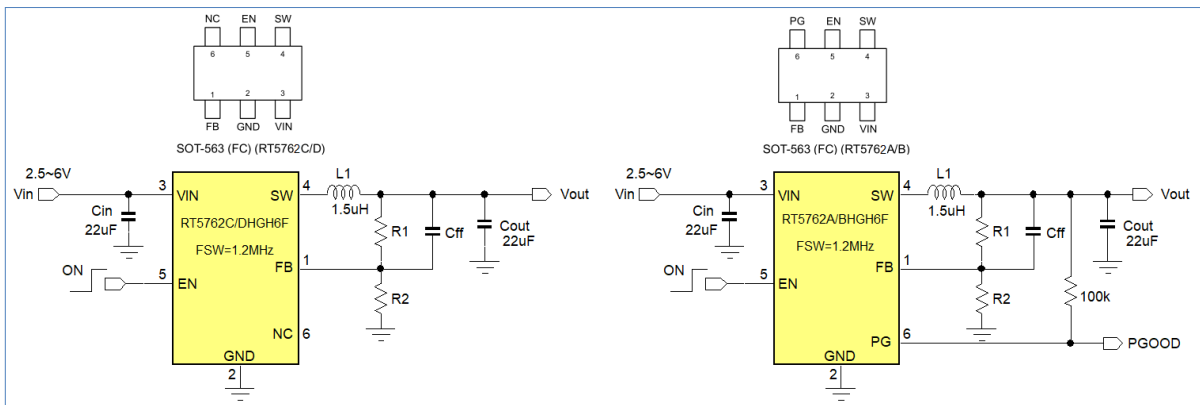 NC EN SW
6 5 4
1 2 3
FB GND VIN
SOT-563 (FC) (RT5762C/D)
2.5~6V
Vin
3
VIN
SW
4
L1
1.5uH
Vout
Cin
22uF
RT5762C/DHGH6F
FSW=1.2MHz
R1
Cff
Cout
22uF
FB
1
ON
5
EN
R2
NC
6
GND
2
PG EN SW
6 5 4
1 2 3
FB GND VIN
SOT-563 (FC) (RT5762A/B)
2.5~6V
Vin
3
VIN
SW
4
L1
1.5uH
Vout
Cin
22uF
RT5762A/BHGH6F
FSW=1.2MHz
R1
Cff
Cout
22uF
FB
1
ON
5
EN
R2
100k
PG
6
PGOOD
GND
2